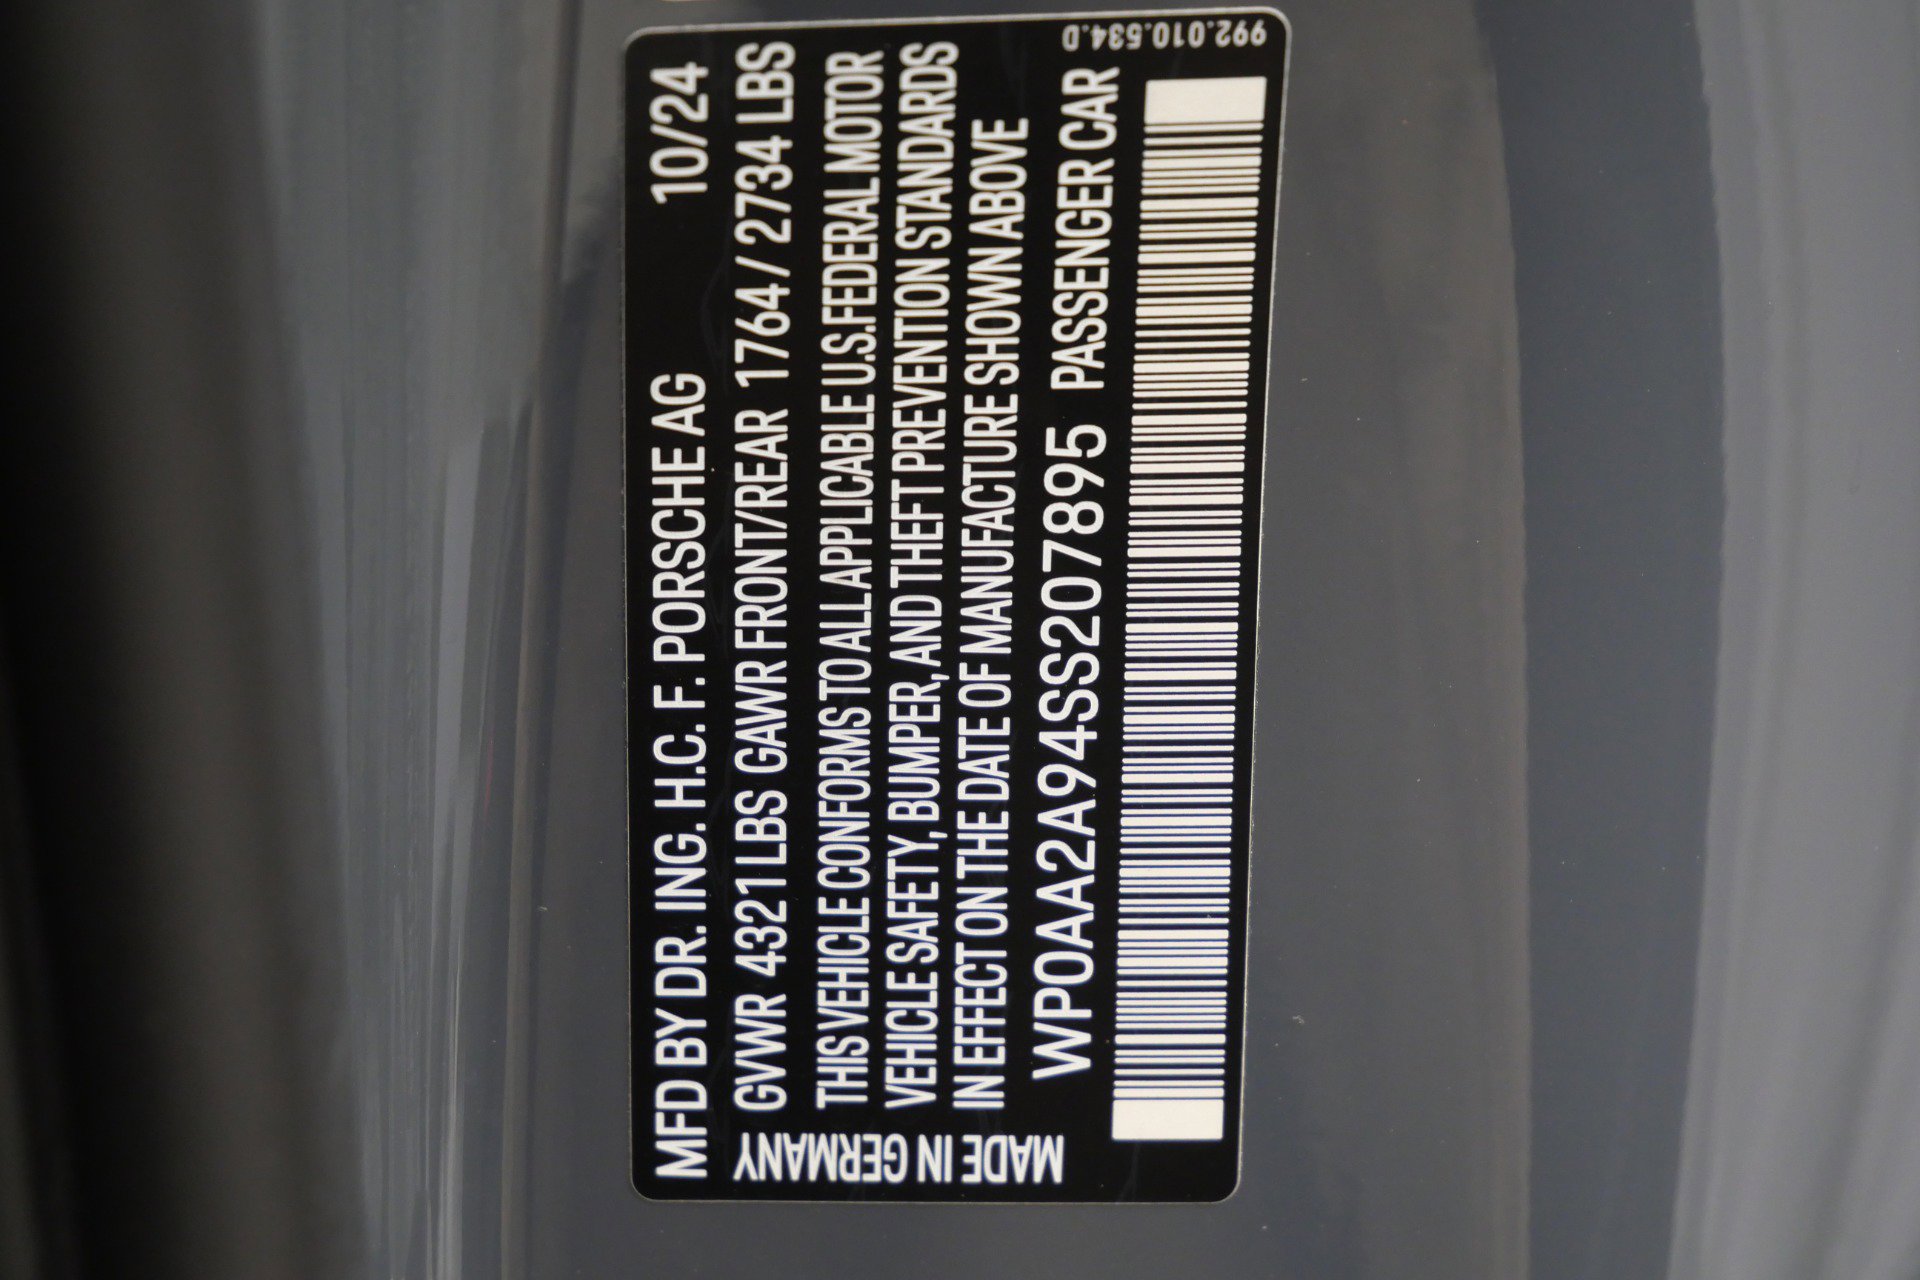 MFD BY DR. ING. H.C. F. PORSCHE AG 10/24
GVWR 4321 LBS GAWR FRONT/REAR 1764 / 2734 LBS
THIS VEHICLE CONFORMS TO ALL APPLICABLE U.S. FEDERAL MOTOR
VEHICLE SAFETY, BUMPER, AND THEFT PREVENTION STANDARDS
IN EFFECT ON THE DATE OF MANUFACTURE SHOWN ABOVE
WP0AA2A94SS207895 PASSENGER CAR
MADE IN GERMANY
992.010.534.D